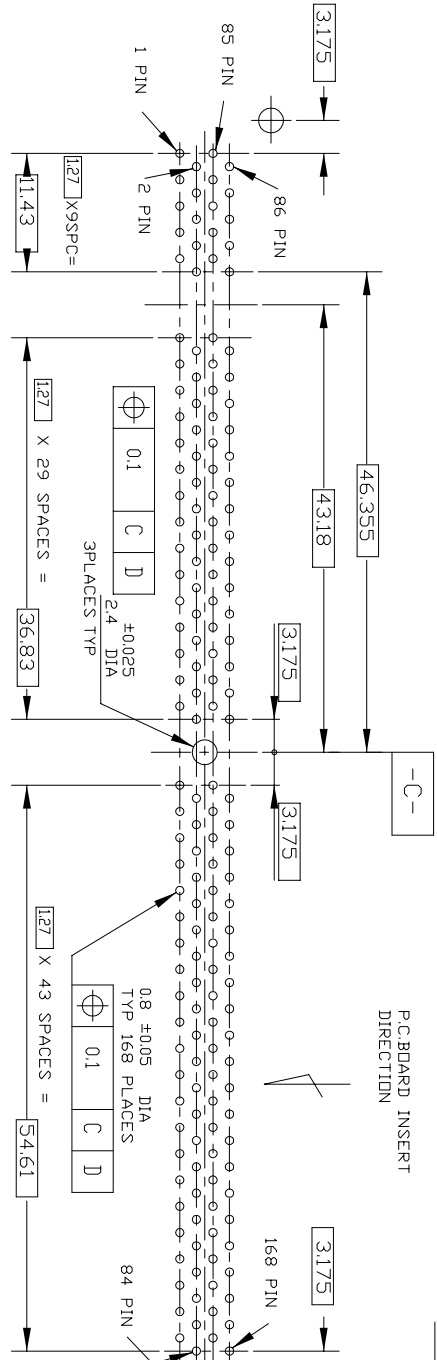 3.175
85 PIN
1 PIN
86 PIN
2 PIN
1.27 X9SPC=
11.43
46.355
43.18
-C-
1.27 X 29 SPACES =
36.83
0.1 C D
3PLACES TYP
2.4 ±0.025 DIA
3.175
3.175
P.C.BOARD INSERT
DIRECTION
1.27 X 43 SPACES =
54.61
0.8 ±0.05 DIA
TYP 168 PLACES
0.1 C D
3.175
168 PIN
84 PIN